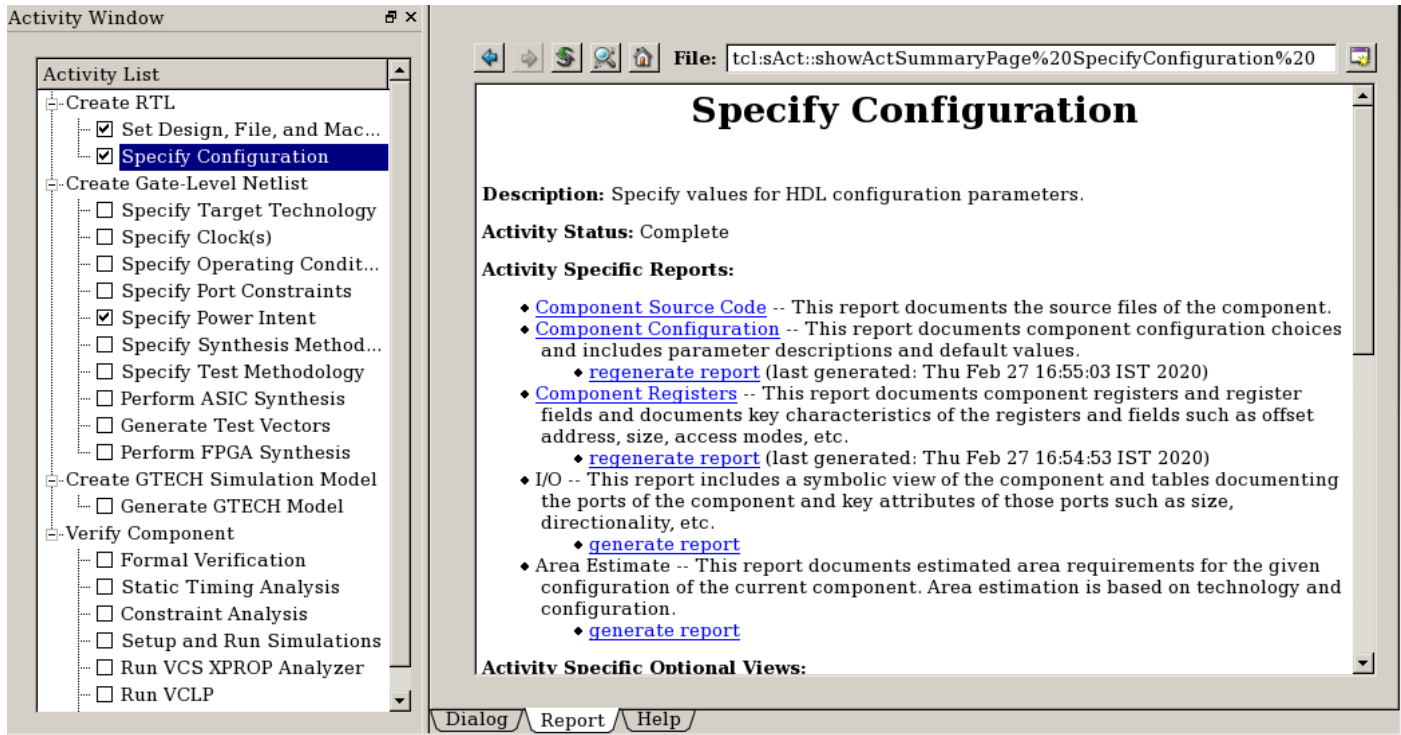 Activity Window
Activity List
Create RTL
Set Design, File, and Mac...
Specify Configuration
Create Gate-Level Netlist
Specify Target Technology
Specify Clock(s)
Specify Operating Condit...
Specify Port Constraints
Specify Power Intent
Specify Synthesis Method...
Specify Test Methodology
Perform ASIC Synthesis
Generate Test Vectors
Perform FPGA Synthesis
Create GTECH Simulation Model
Generate GTECH Model
Verify Component
Formal Verification
Static Timing Analysis
Constraint Analysis
Setup and Run Simulations
Run VCS XPROP Analyzer
Run VCLP
File: tcl:sAct::showActSummaryPage%20SpecifyConfiguration%20
Specify Configuration
Description: Specify values for HDL configuration parameters.
Activity Status: Complete
Activity Specific Reports:
Component Source Code -- This report documents the source files of the component.
Component Configuration -- This report documents component configuration choices
and includes parameter descriptions and default values.
regenerate report (last generated: Thu Feb 27 16:55:03 IST 2020)
Component Registers -- This report documents component registers and register
fields and documents key characteristics of the registers and fields such as offset
address, size, access modes, etc.
regenerate report (last generated: Thu Feb 27 16:54:53 IST 2020)
I/O -- This report includes a symbolic view of the component and tables documenting
the ports of the component and key attributes of those ports such as size,
directionality, etc.
generate report
Area Estimate -- This report documents estimated area requirements for the given
configuration of the current component. Area estimation is based on technology and
configuration.
generate report
Activity Specific Optional Views:
Dialog
Report
Help